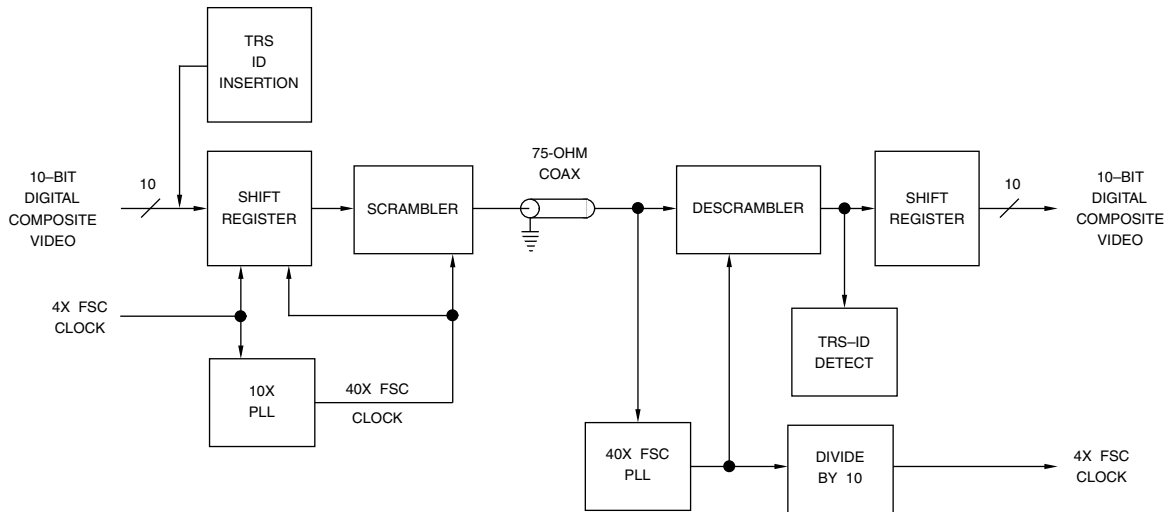 TRS
ID
INSERTION
10–BIT
DIGITAL
COMPOSITE
VIDEO
10
SHIFT
REGISTER
SCRAMBLER
75-OHM
COAX
DESCRAMBLER
SHIFT
REGISTER
10
10–BIT
DIGITAL
COMPOSITE
VIDEO
4X FSC
CLOCK
10X
PLL
40X FSC
CLOCK
TRS–ID
DETECT
40X FSC
PLL
DIVIDE
BY 10
4X FSC
CLOCK